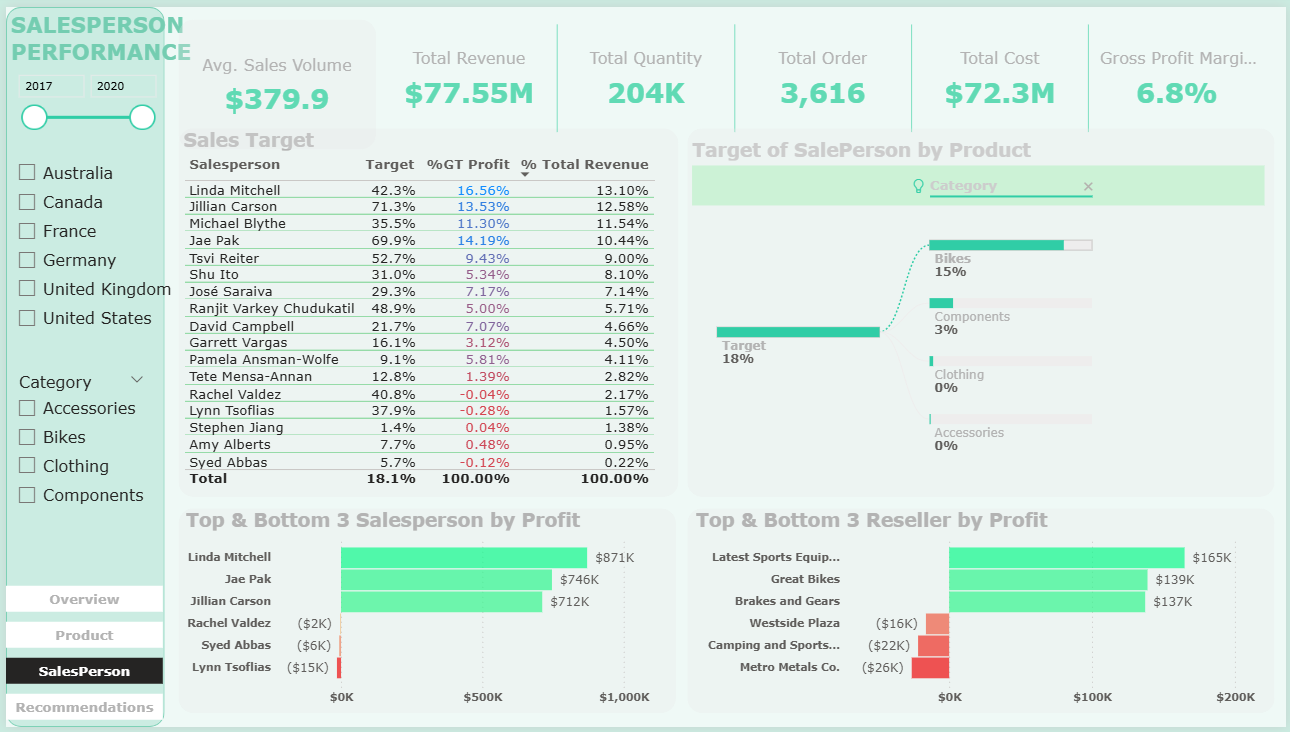 SALESPERSON
PERFORMANCE
2017 2020
Australia
Canada
France
Germany
United Kingdom
United States
Category
Accessories
Bikes
Clothing
Components
Overview
Product
SalesPerson
Recommendations
Avg. Sales Volume
$379.9
Total Revenue
$77.55M
Total Quantity
204K
Total Order
3,616
Total Cost
$72.3M
Gross Profit Margi...
6.8%
Sales Target
Salesperson Target %GT Profit % Total Revenue
Linda Mitchell 42.3% 16.56% 13.10%
Jillian Carson 71.3% 13.53% 12.58%
Michael Blythe 35.5% 11.30% 11.54%
Jae Pak 69.9% 14.19% 10.44%
Tsvi Reiter 52.7% 9.43% 9.00%
Shu Ito 31.0% 5.34% 8.10%
José Saraiva 29.3% 7.17% 7.14%
Ranjit Varkey Chudukatil 48.9% 5.00% 5.71%
David Campbell 21.7% 7.07% 4.66%
Garrett Vargas 16.1% 3.12% 4.50%
Pamela Ansman-Wolfe 9.1% 5.81% 4.11%
Tete Mensa-Annan 12.8% 1.39% 2.82%
Rachel Valdez 40.8% -0.04% 2.17%
Lynn Tsoflias 37.9% -0.28% 1.57%
Stephen Jiang 1.4% 0.04% 1.38%
Amy Alberts 7.7% 0.48% 0.95%
Syed Abbas 5.7% -0.12% 0.22%
Total 18.1% 100.00% 100.00%
Target of SalePerson by Product
Category
Target
18%
Bikes
15%
Components
3%
Clothing
0%
Accessories
0%
Top & Bottom 3 Salesperson by Profit
Linda Mitchell $871K
Jae Pak $746K
Jillian Carson $712K
Rachel Valdez ($2K)
Syed Abbas ($6K)
Lynn Tsoflias ($15K)
$0K $500K $1,000K
Top & Bottom 3 Reseller by Profit
Latest Sports Equip... $165K
Great Bikes $139K
Brakes and Gears $137K
Westside Plaza ($16K)
Camping and Sports... ($22K)
Metro Metals Co. ($26K)
$0K $100K $200K